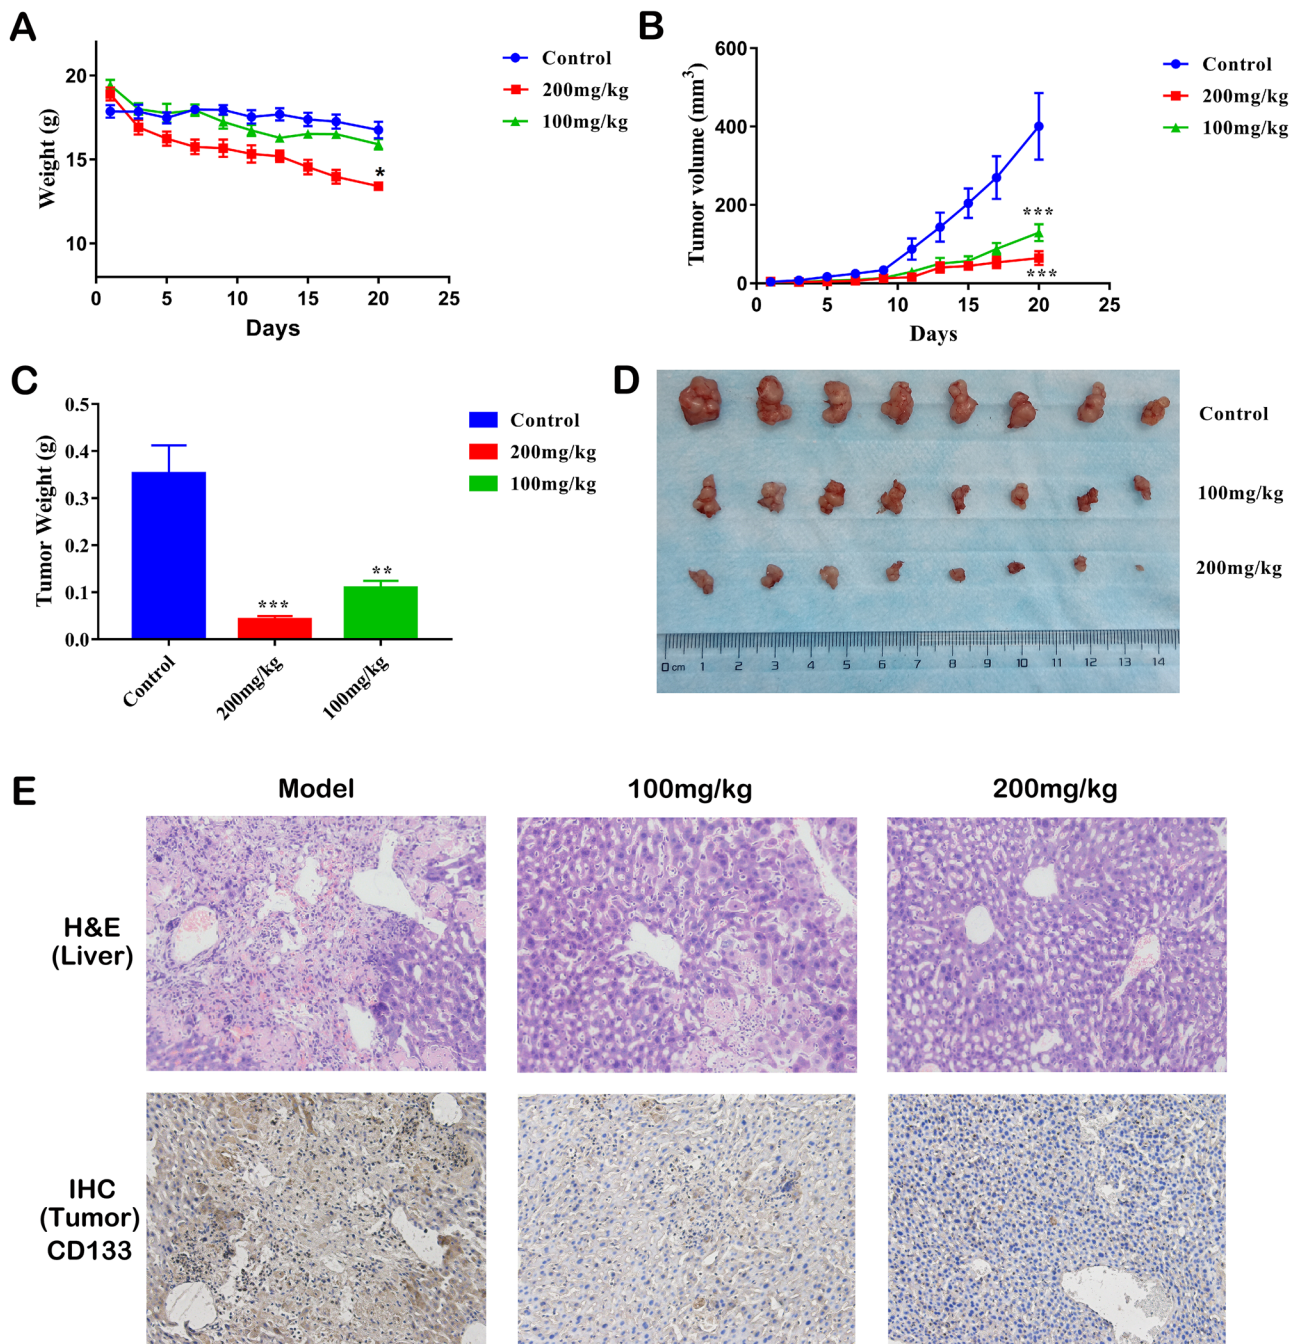 A
Weight (g)
20
15
10
0
5
10
15
20
25
Days
*
Control
200mg/kg
100mg/kg
B
Tumor volume (mm³)
600
400
200
0
0
5
10
15
20
25
Days
***
***
Control
200mg/kg
100mg/kg
C
Tumor Weight (g)
0.5
0.4
0.3
0.2
0.1
0.0
***
**
Control
200mg/kg
100mg/kg
Control
200mg/kg
100mg/kg
D
Control
100mg/kg
200mg/kg
0 cm 1 2 3 4 5 6 7 8 9 10 11 12 13 14
E
Model
100mg/kg
200mg/kg
H&E
(Liver)
IHC
(Tumor)
CD133